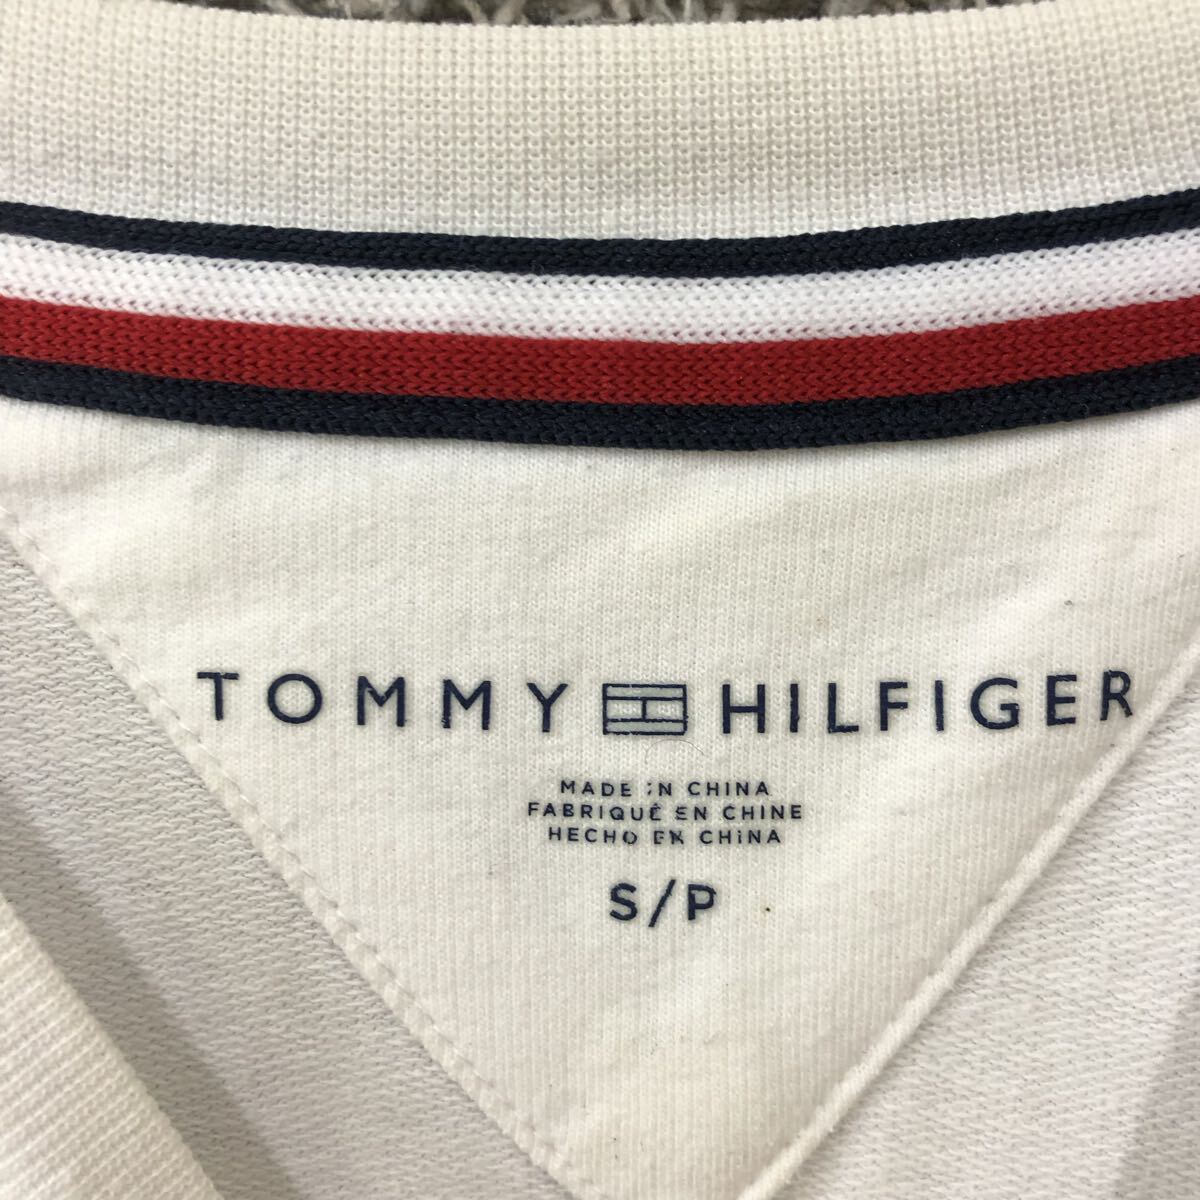 TOMMY HILFIGER
MADE IN CHINA
FABRIQUÉ EN CHINE
HECHO EN CHINA
S/P